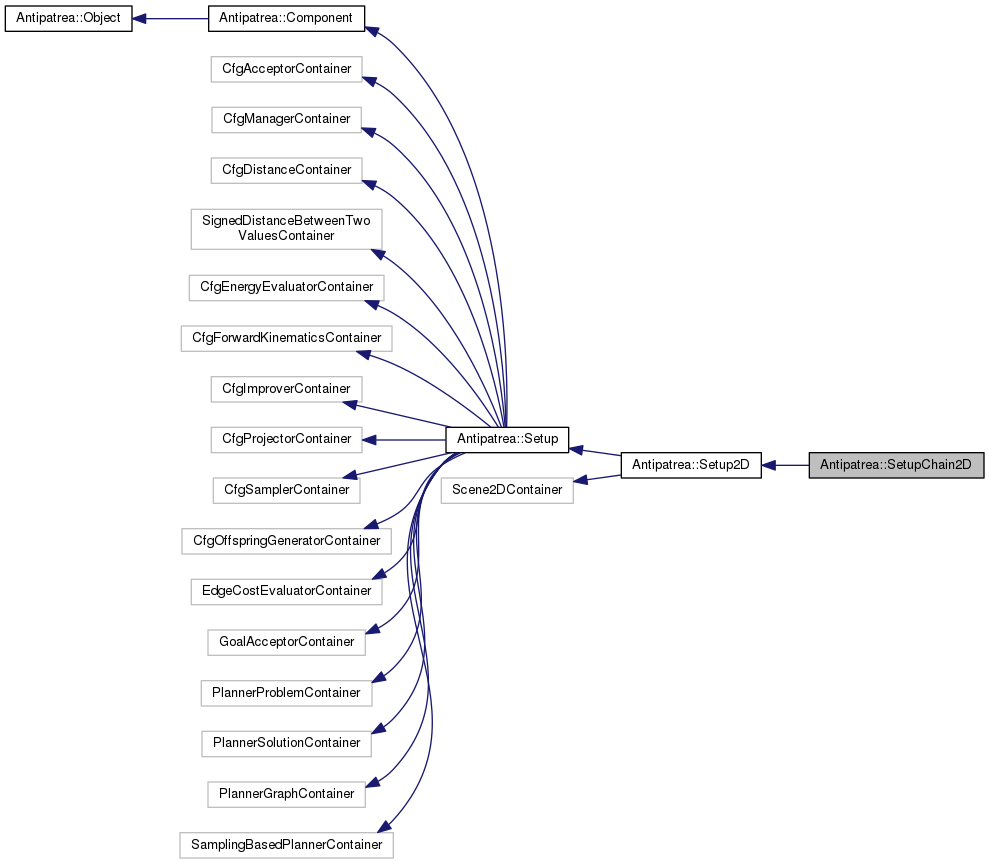 Antipatrea::Object
Antipatrea::Component
CfgAcceptorContainer
CfgManagerContainer
CfgDistanceContainer
SignedDistanceBetweenTwo
ValuesContainer
CfgEnergyEvaluatorContainer
CfgForwardKinematicsContainer
CfgImproverContainer
CfgProjectorContainer
Antipatrea::Setup
Antipatrea::Setup2D
Antipatrea::SetupChain2D
CfgSamplerContainer
Scene2DContainer
CfgOffspringGeneratorContainer
EdgeCostEvaluatorContainer
GoalAcceptorContainer
PlannerProblemContainer
PlannerSolutionContainer
PlannerGraphContainer
SamplingBasedPlannerContainer